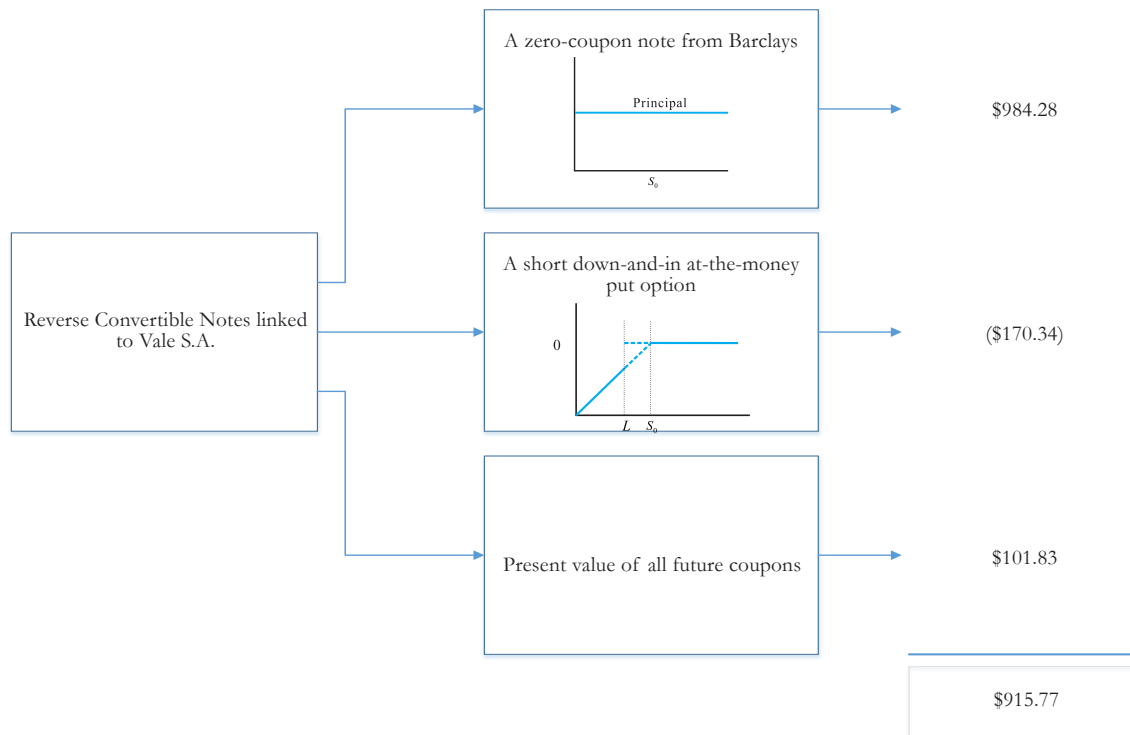 A zero-coupon note from Barclays
Principal
S₀
$984.28
Reverse Convertible Notes linked
to Vale S.A.
A short down-and-in at-the-money
put option
0
L S₀
($170.34)
Present value of all future coupons
$101.83
$915.77